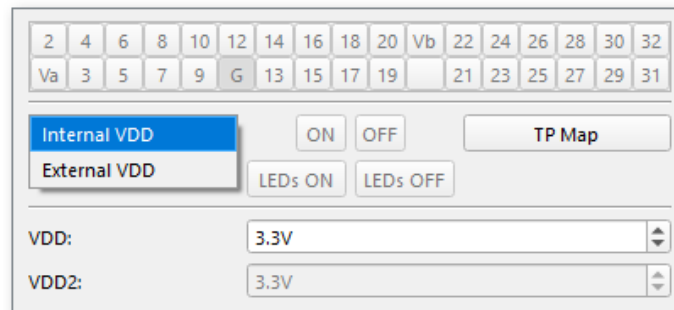 2 4 6 8 10 12 14 16 18 20 Vb 22 24 26 28 30 32
Va 3 5 7 9 G 13 15 17 19 21 23 25 27 29 31
Internal VDD ON OFF TP Map
External VDD
LEDs ON LEDs OFF
VDD: 3.3V
VDD2: 3.3V